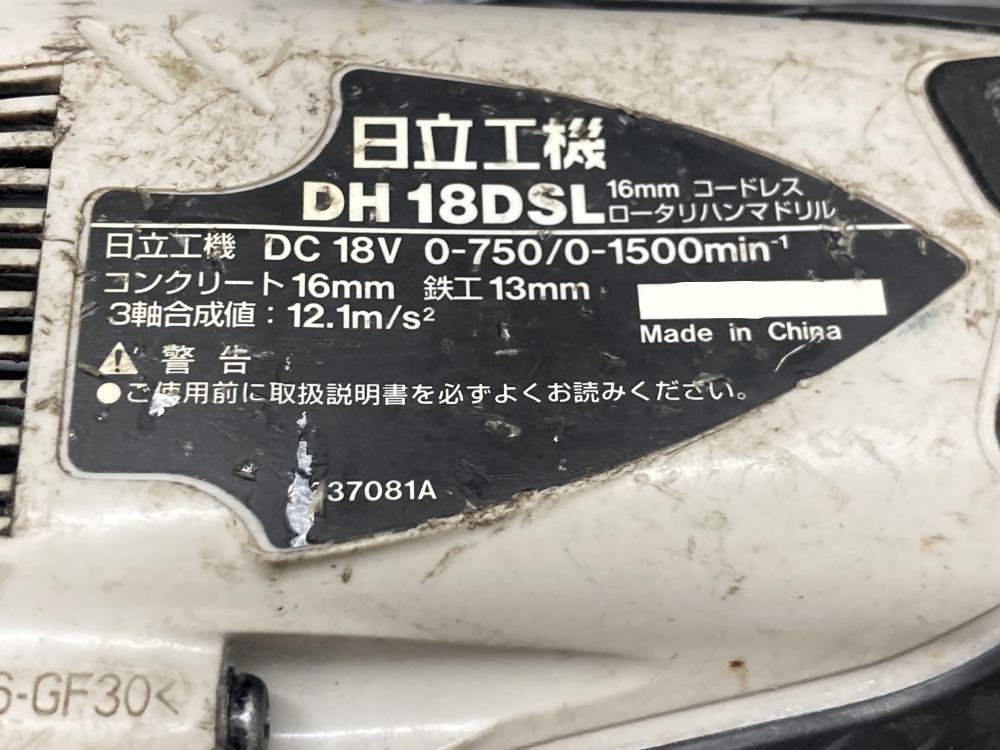 日立工機
DH 18DSL 16mm コードレス
ロータリハンマドリル
日立工機 DC 18V 0-750/0-1500min⁻¹
コンクリート 16mm 鉄工 13mm
3軸合成値：12.1m/s²
Made in China
警告
●ご使用前に取扱説明書を必ずよくお読みください。
37081A
-GF30<